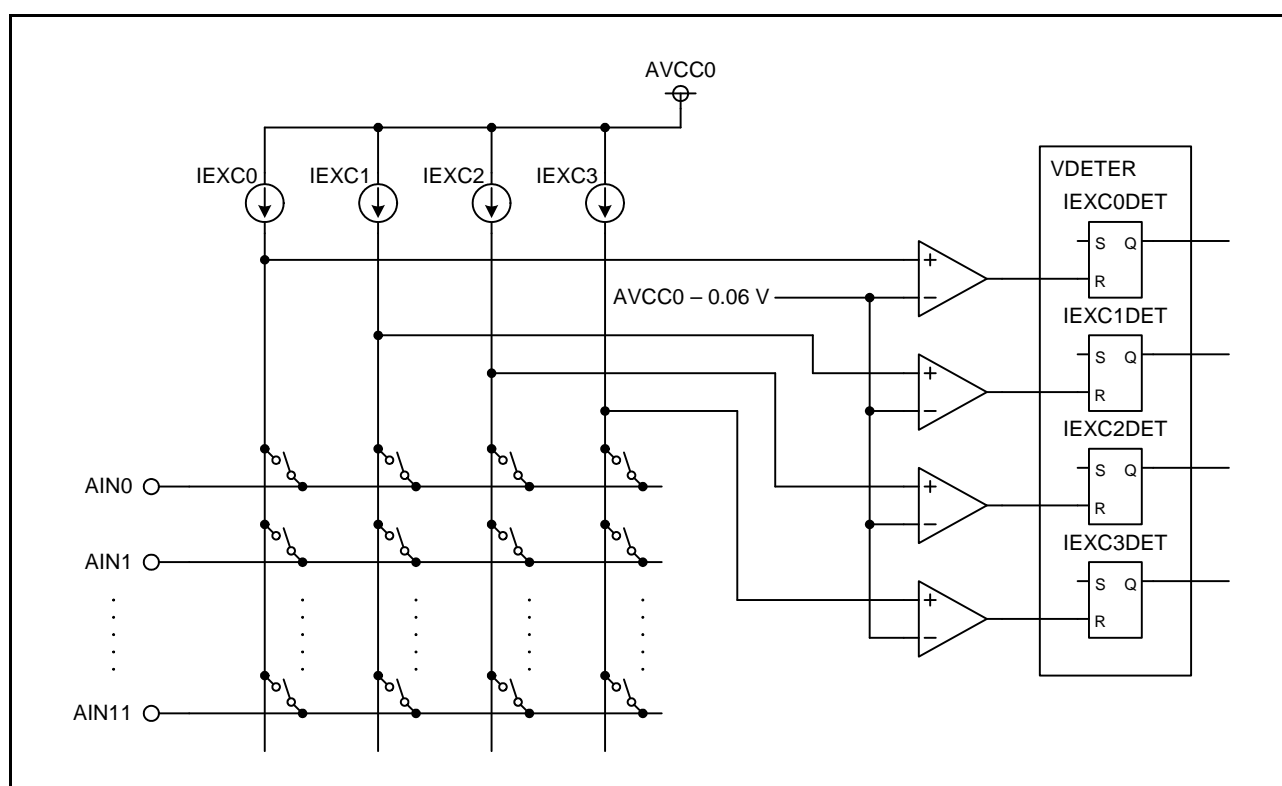 AVCC0
IEXC0
IEXC1
IEXC2
IEXC3
VDETER
IEXC0DET
S Q
R
+
−
AVCC0 – 0.06 V
IEXC1DET
S Q
R
+
−
IEXC2DET
S Q
R
+
−
IEXC3DET
S Q
R
+
−
AIN0
AIN1
AIN11